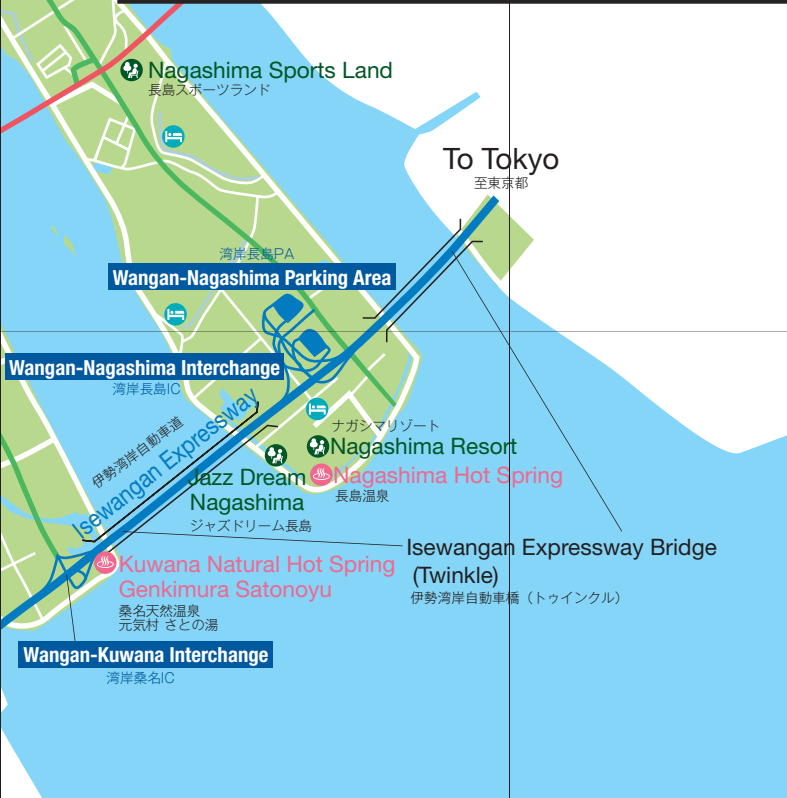 Nagashima Sports Land
長島スポーツランド
To Tokyo
至東京都
湾岸長島PA
Wangan-Nagashima Parking Area
Wangan-Nagashima Interchange
湾岸長島IC
伊勢湾岸自動車道
Isewangan Expressway
ナガシマリゾート
Nagashima Resort
Nagashima Hot Spring
長島温泉
Jazz Dream
Nagashima
ジャズドリーム長島
Isewangan Expressway Bridge
(Twinkle)
伊勢湾岸自動車橋（トゥインクル）
Kuwana Natural Hot Spring
Genkimura Satonoyu
桑名天然温泉
元気村 さとの湯
Wangan-Kuwana Interchange
湾岸桑名IC